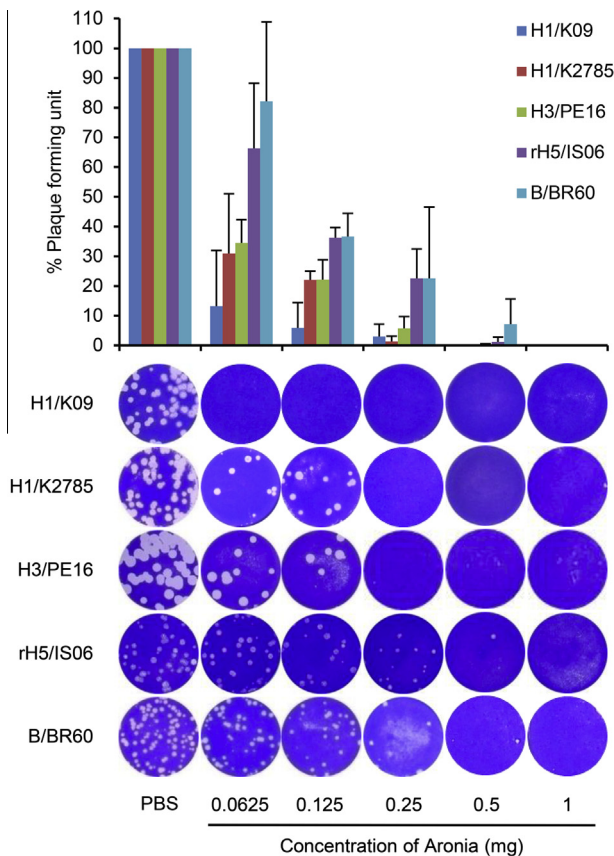 110
100
90
80
70
60
50
40
30
20
10
0
% Plaque forming unit
H1/K09
H1/K2785
H3/PE16
rH5/IS06
B/BR60
H1/K09
H1/K2785
H3/PE16
rH5/IS06
B/BR60
PBS 0.0625 0.125 0.25 0.5 1
Concentration of Aronia (mg)